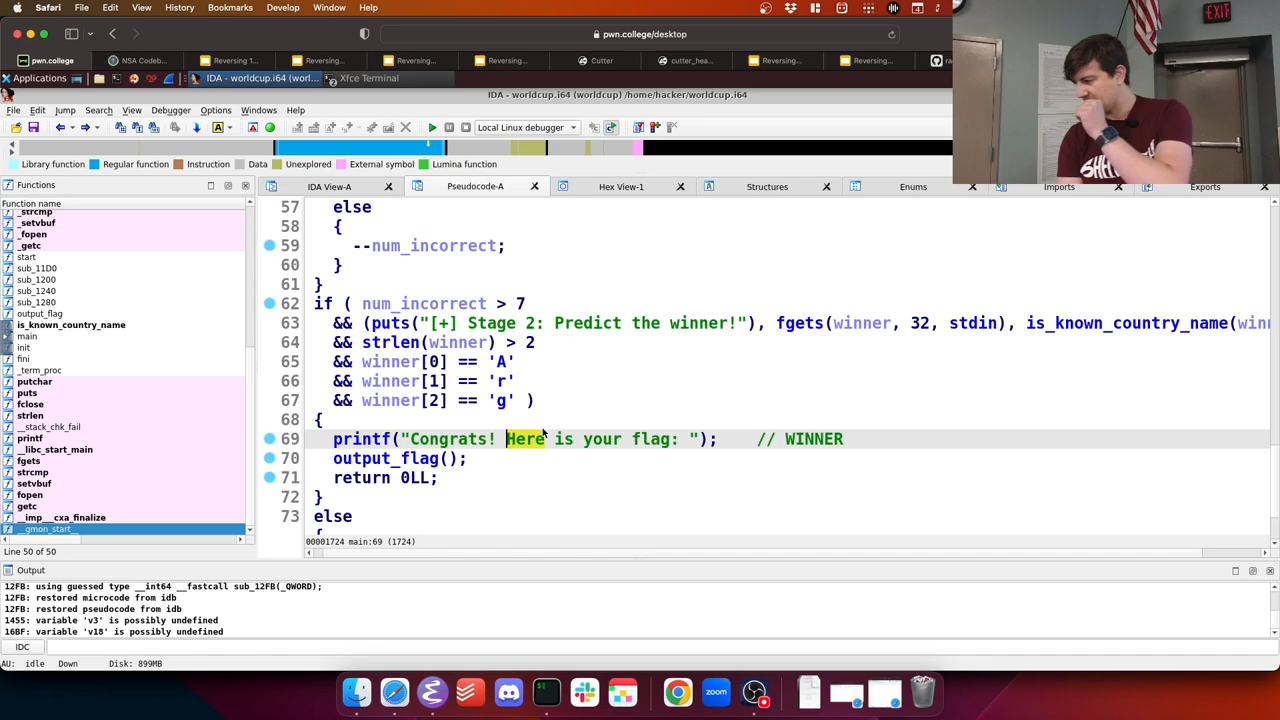 Safari File Edit View History Bookmarks Develop Window Help
pwn.college/desktop
pwn.college NSA Codeb... Reversing 1... Reversing... Reversing... Reversing... Cutter cutter_hea... Reversing... Reversing...
Applications IDA - worldcup.i64 (worl... Xfce Terminal
IDA - worldcup.i64 (worldcup) /home/hacker/worldcup.i64
File Edit Jump Search View Debugger Options Windows Help
Local Linux debugger
Library function Regular function Instruction Data Unexplored External symbol Lumina function
Functions
IDA View-A Pseudocode-A Hex View-1 Structures Enums Imports Exports
Function name
_strcmp
_setvbuf
_fopen
_getc
start
sub_11D0
sub_1200
sub_1240
sub_1280
output_flag
is_known_country_name
main
init
fini
_term_proc
putchar
puts
fclose
strlen
__stack_chk_fail
printf
__libc_start_main
fgets
strcmp
setvbuf
fopen
getc
__imp___cxa_finalize
__gmon_start__
Line 50 of 50
57 else
58 {
59 --num_incorrect;
60 }
61 }
62 if ( num_incorrect > 7
63 && (puts("[+] Stage 2: Predict the winner!"), fgets(winner, 32, stdin), is_known_country_name(winn
64 && strlen(winner) > 2
65 && winner[0] == 'A'
66 && winner[1] == 'r'
67 && winner[2] == 'g' )
68 {
69 printf("Congrats! Here is your flag: "); // WINNER
70 output_flag();
71 return 0LL;
72 }
73 else
00001724 main:69 (1724)
Output
12FB: using guessed type __int64 __fastcall sub_12FB(_QWORD);
12FB: restored microcode from idb
12FB: restored pseudocode from idb
1455: variable 'v3' is possibly undefined
16BF: variable 'v18' is possibly undefined
IDC
AU: idle Down Disk: 899MB
EXIT